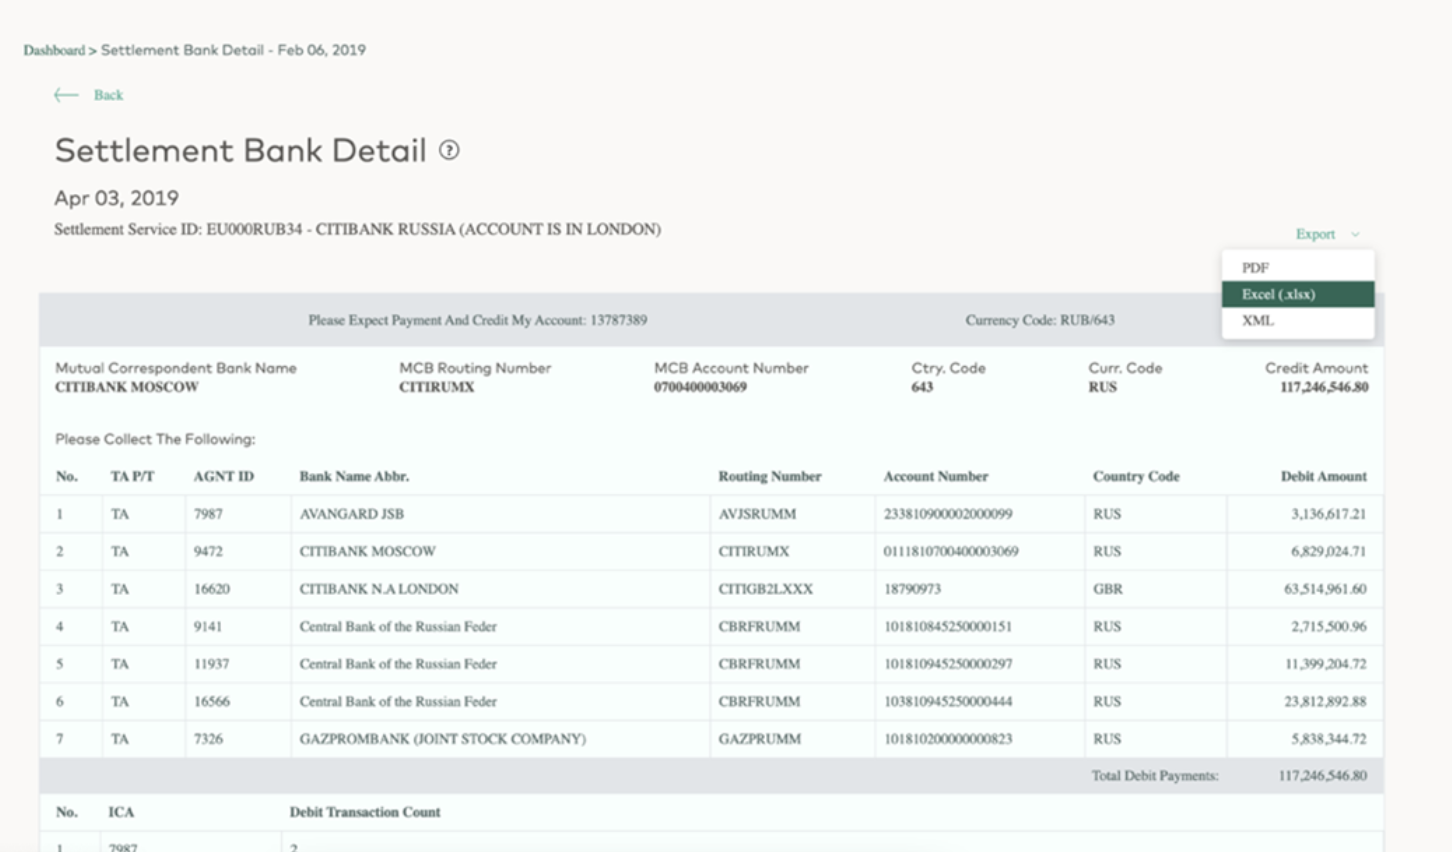 Dashboard > Settlement Bank Detail - Feb 06, 2019
Back
Settlement Bank Detail ?
Apr 03, 2019
Settlement Service ID: EU000RUB34 - CITIBANK RUSSIA (ACCOUNT IS IN LONDON)
Export
PDF
Excel (.xlsx)
XML
Please Expect Payment And Credit My Account: 13787389 Currency Code: RUB/643
Mutual Correspondent Bank Name MCB Routing Number MCB Account Number Ctry. Code Curr. Code Credit Amount
CITIBANK MOSCOW CITIRUMX 0700400003069 643 RUS 117,246,546.80
Please Collect The Following:
No. TA P/T AGNT ID Bank Name Abbr. Routing Number Account Number Country Code Debit Amount
1 TA 7987 AVANGARD JSB AVJSRUMM 233810900002000099 RUS 3,136,617.21
2 TA 9472 CITIBANK MOSCOW CITIRUMX 0111810700400003069 RUS 6,829,024.71
3 TA 16620 CITIBANK N.A LONDON CITIGB2LXXX 18790973 GBR 63,514,961.60
4 TA 9141 Central Bank of the Russian Feder CBRFRUMM 101810845250000151 RUS 2,715,500.96
5 TA 11937 Central Bank of the Russian Feder CBRFRUMM 101810945250000297 RUS 11,399,204.72
6 TA 16566 Central Bank of the Russian Feder CBRFRUMM 103810945250000444 RUS 23,812,892.88
7 TA 7326 GAZPROMBANK (JOINT STOCK COMPANY) GAZPRUMM 101810200000000823 RUS 5,838,344.72
Total Debit Payments: 117,246,546.80
No. ICA Debit Transaction Count
1 7987 2